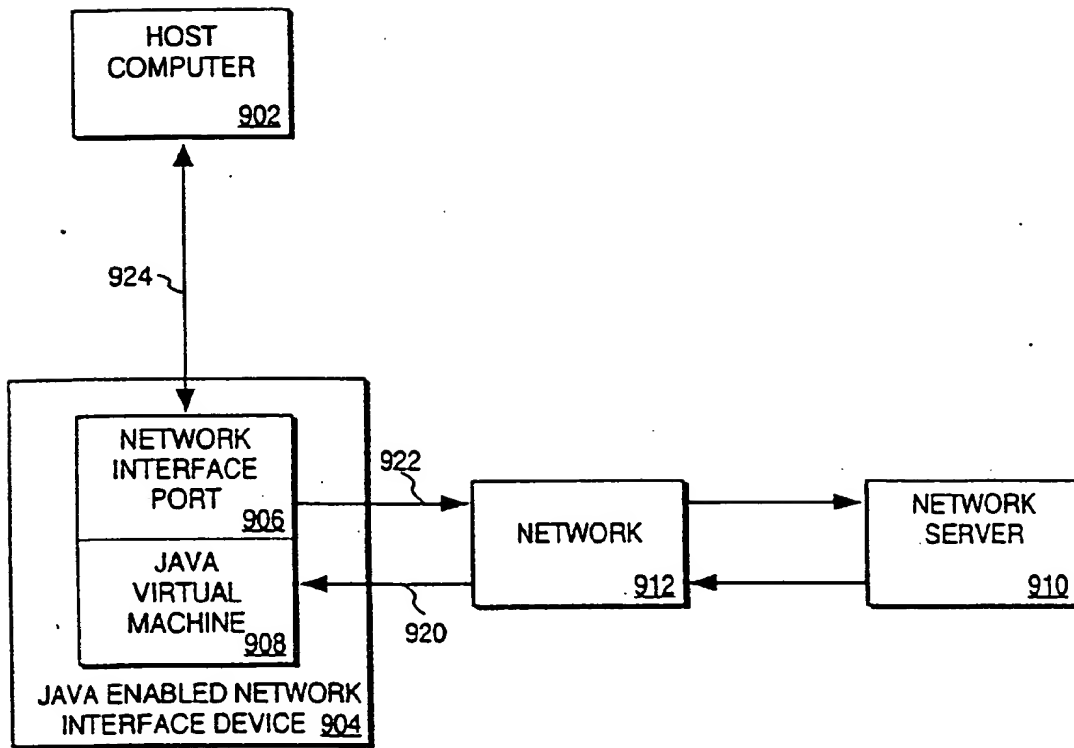 HOST
COMPUTER
902
924
NETWORK
INTERFACE
PORT
906
JAVA
VIRTUAL
MACHINE
908
JAVA ENABLED NETWORK
INTERFACE DEVICE 904
922
920
NETWORK
912
NETWORK
SERVER
910